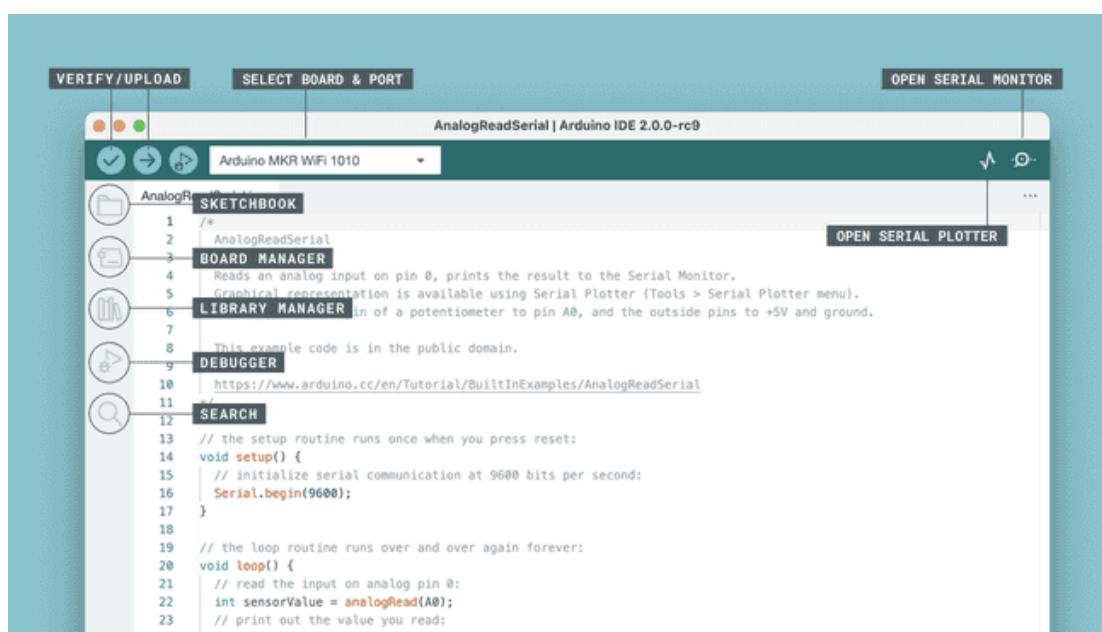 VERIFY/UPLOAD
SELECT BOARD & PORT
OPEN SERIAL MONITOR
AnalogReadSerial | Arduino IDE 2.0.0-rc9
Arduino MKR WiFi 1010
SKETCHBOOK
BOARD MANAGER
LIBRARY MANAGER
DEBUGGER
SEARCH
OPEN SERIAL PLOTTER
1 /*
2 AnalogReadSerial
3
4 Reads an analog input on pin 0, prints the result to the Serial Monitor.
5 Graphical representation is available using Serial Plotter (Tools > Serial Plotter menu).
6 of a potentiometer to pin A0, and the outside pins to +5V and ground.
7
8 This example code is in the public domain.
9
10 https://www.arduino.cc/en/Tutorial/BuiltInExamples/AnalogReadSerial
11 */
12
13 // the setup routine runs once when you press reset:
14 void setup() {
15 // initialize serial communication at 9600 bits per second:
16 Serial.begin(9600);
17 }
18
19 // the loop routine runs over and over again forever:
20 void loop() {
21 // read the input on analog pin 0:
22 int sensorValue = analogRead(A0);
23 // print out the value you read: